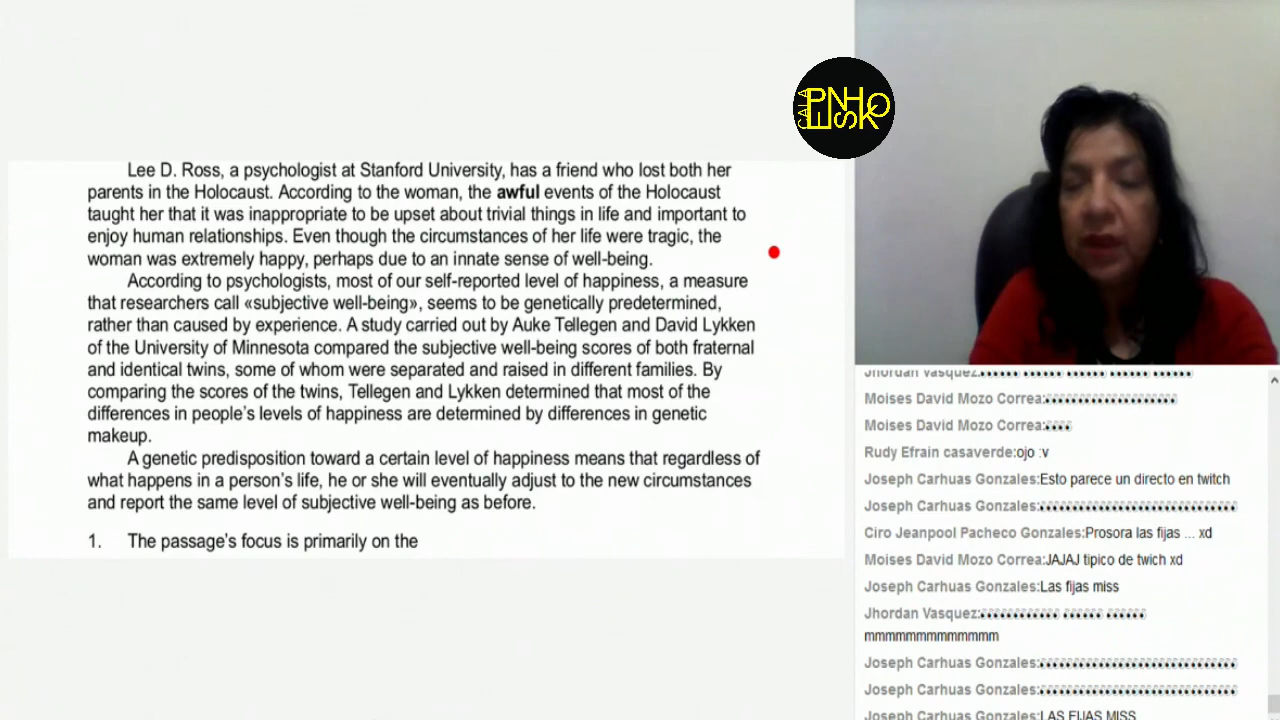 Lee D. Ross, a psychologist at Stanford University, has a friend who lost both her
parents in the Holocaust. According to the woman, the awful events of the Holocaust
taught her that it was inappropriate to be upset about trivial things in life and important to
enjoy human relationships. Even though the circumstances of her life were tragic, the
woman was extremely happy, perhaps due to an innate sense of well-being.
According to psychologists, most of our self-reported level of happiness, a measure
that researchers call «subjective well-being», seems to be genetically predetermined,
rather than caused by experience. A study carried out by Auke Tellegen and David Lykken
of the University of Minnesota compared the subjective well-being scores of both fraternal
and identical twins, some of whom were separated and raised in different families. By
comparing the scores of the twins, Tellegen and Lykken determined that most of the
differences in people's levels of happiness are determined by differences in genetic
makeup.
A genetic predisposition toward a certain level of happiness means that regardless of
what happens in a person's life, he or she will eventually adjust to the new circumstances
and report the same level of subjective well-being as before.
1. The passage's focus is primarily on the
Jhordan Vasquez:
Moises David Mozo Correa:
Moises David Mozo Correa:
Rudy Efrain casaverde:ojo :v
Joseph Carhuas Gonzales:Esto parece un directo en twitch
Joseph Carhuas Gonzales:
Ciro Jeanpool Pacheco Gonzales:Prosora las fijas ... xd
Moises David Mozo Correa:JAJAJ tipico de twich xd
Joseph Carhuas Gonzales:Las fijas miss
Jhordan Vasquez:
mmmmmmmmmmmmm
Joseph Carhuas Gonzales:
Joseph Carhuas Gonzales:
Joseph Carhuas Gonzales:LAS FIJAS MISS